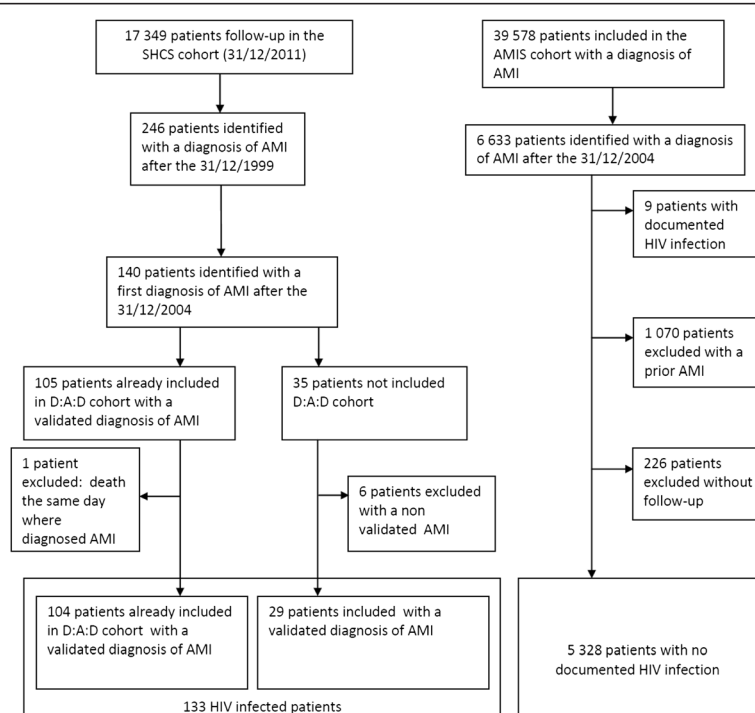 17 349 patients follow-up in the
SHCS cohort (31/12/2011)
246 patients identified
with a diagnosis of AMI
after the 31/12/1999
140 patients identified with a
first diagnosis of AMI after the
31/12/2004
105 patients already included
in D:A:D cohort with a
validated diagnosis of AMI
35 patients not included
D:A:D cohort
1 patient
excluded: death
the same day
where
diagnosed AMI
6 patients excluded
with a non
validated AMI
104 patients already included
in D:A:D cohort with a
validated diagnosis of AMI
29 patients included with a
validated diagnosis of AMI
133 HIV infected patients
39 578 patients included in the
AMIS cohort with a diagnosis of
AMI
6 633 patients identified with a diagnosis
of AMI after the 31/12/2004
9 patients with
documented
HIV infection
1 070 patients
excluded with a
prior AMI
226 patients
excluded without
follow-up
5 328 patients with no
documented HIV infection